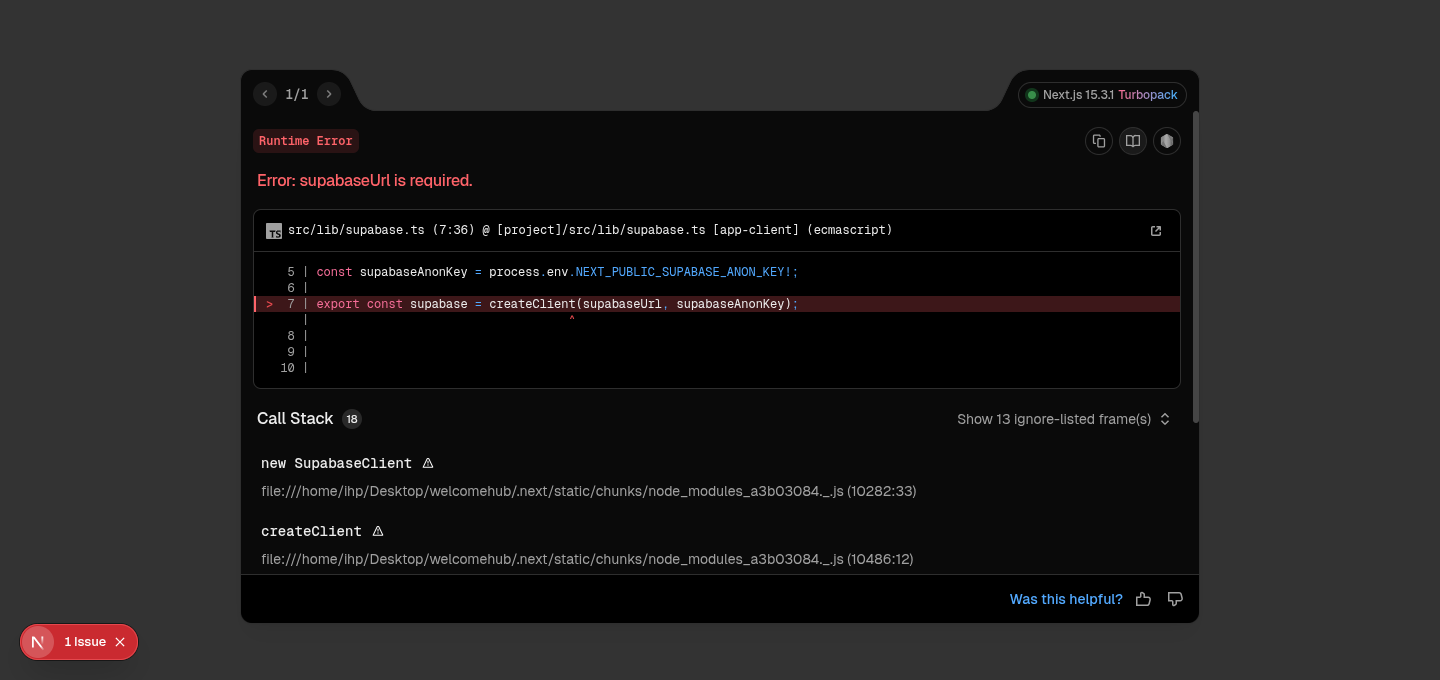 1/1
Next.js 15.3.1 Turbopack
Runtime Error
Error: supabaseUrl is required.
TS src/lib/supabase.ts (7:36) @ [project]/src/lib/supabase.ts [app-client] (ecmascript)
5 | const supabaseAnonKey = process.env.NEXT_PUBLIC_SUPABASE_ANON_KEY!;
6 |
> 7 | export const supabase = createClient(supabaseUrl, supabaseAnonKey);
| ^
8 |
9 |
10 |
Call Stack 18
Show 13 ignore-listed frame(s)
new SupabaseClient
file:///home/ihp/Desktop/welcomehub/.next/static/chunks/node_modules_a3b03084._.js (10282:33)
createClient
file:///home/ihp/Desktop/welcomehub/.next/static/chunks/node_modules_a3b03084._.js (10486:12)
Was this helpful?
N 1 Issue